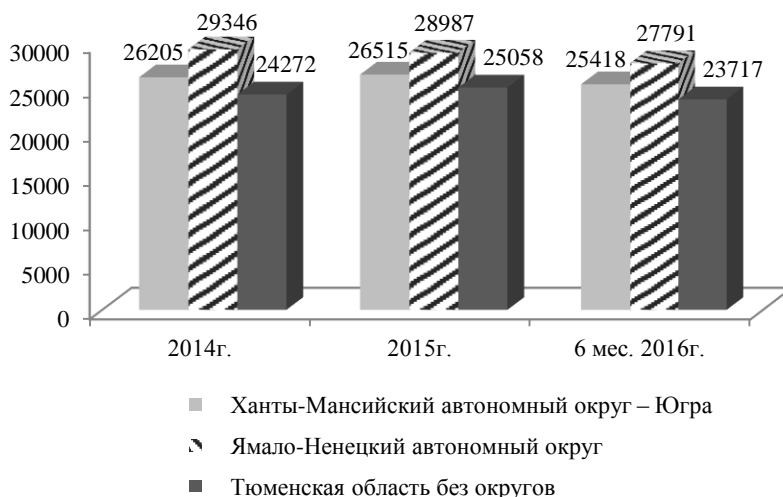 29346
28987
27791
26205
24272
26515
25058
25418
23717
30000
25000
20000
15000
10000
5000
0
2014г.
2015г.
6 мес. 2016г.
Ханты-Мансийский автономный округ – Югра
Ямало-Ненецкий автономный округ
Тюменская область без округов